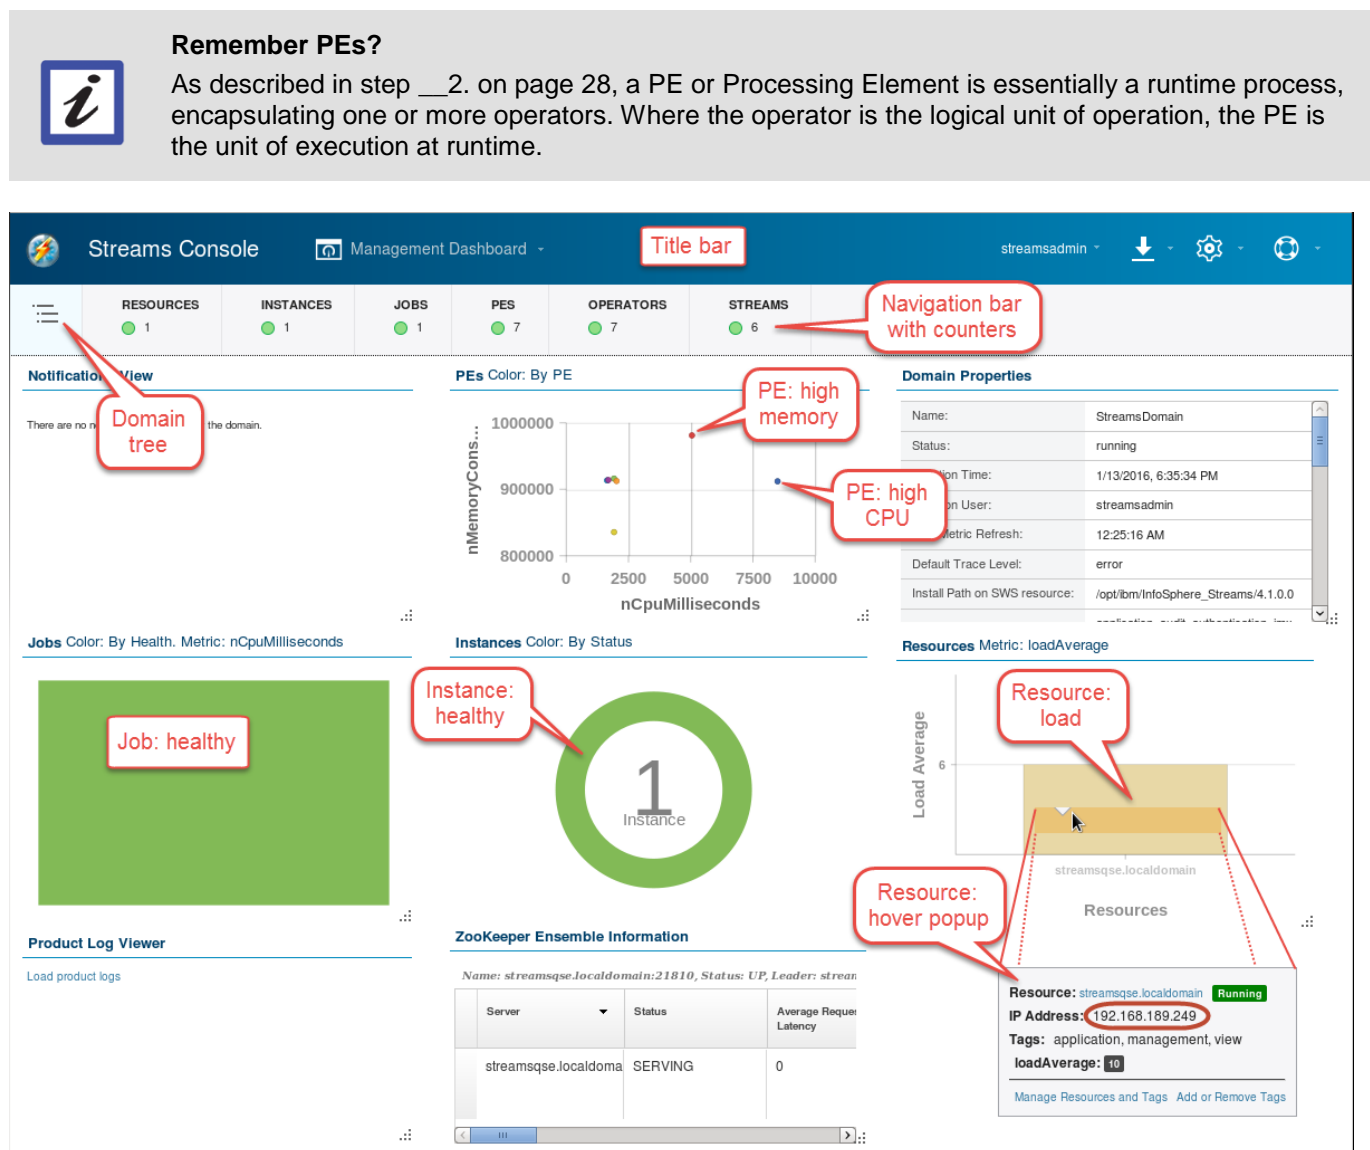 Remember PEs?
As described in step __2. on page 28, a PE or Processing Element is essentially a runtime process,
encapsulating one or more operators. Where the operator is the logical unit of operation, the PE is
the unit of execution at runtime.
Streams Console
Management Dashboard
Title bar
streamsadmin
RESOURCES
1
INSTANCES
1
JOBS
1
PES
7
OPERATORS
7
STREAMS
6
Navigation bar
with counters
Notification View
There are no
the domain.
Domain
tree
PEs Color: By PE
PE: high
memory
PE: high
CPU
nMemoryCons...
1000000
900000
800000
0 2500 5000 7500 10000
nCpuMilliseconds
Domain Properties
Name: StreamsDomain
Status: running
Time: 1/13/2016, 6:35:34 PM
User: streamsadmin
Metric Refresh: 12:25:16 AM
Default Trace Level: error
Install Path on SWS resource: /opt/ibm/InfoSphere_Streams/4.1.0.0
Jobs Color: By Health. Metric: nCpuMilliseconds
Job: healthy
Instances Color: By Status
Instance:
healthy
1
Instance
Resources Metric: loadAverage
Resource:
load
Load Average
6
streamsqse.localdomain
Resources
Resource:
hover popup
Product Log Viewer
Load product logs
ZooKeeper Ensemble Information
Name: streamsqse.localdomain:21810, Status: UP, Leader: strean
Server Status Average Reque
Latency
streamsqse.localdoma SERVING 0
Resource: streamsqse.localdomain Running
IP Address: 192.168.189.249
Tags: application, management, view
loadAverage: 10
Manage Resources and Tags Add or Remove Tags